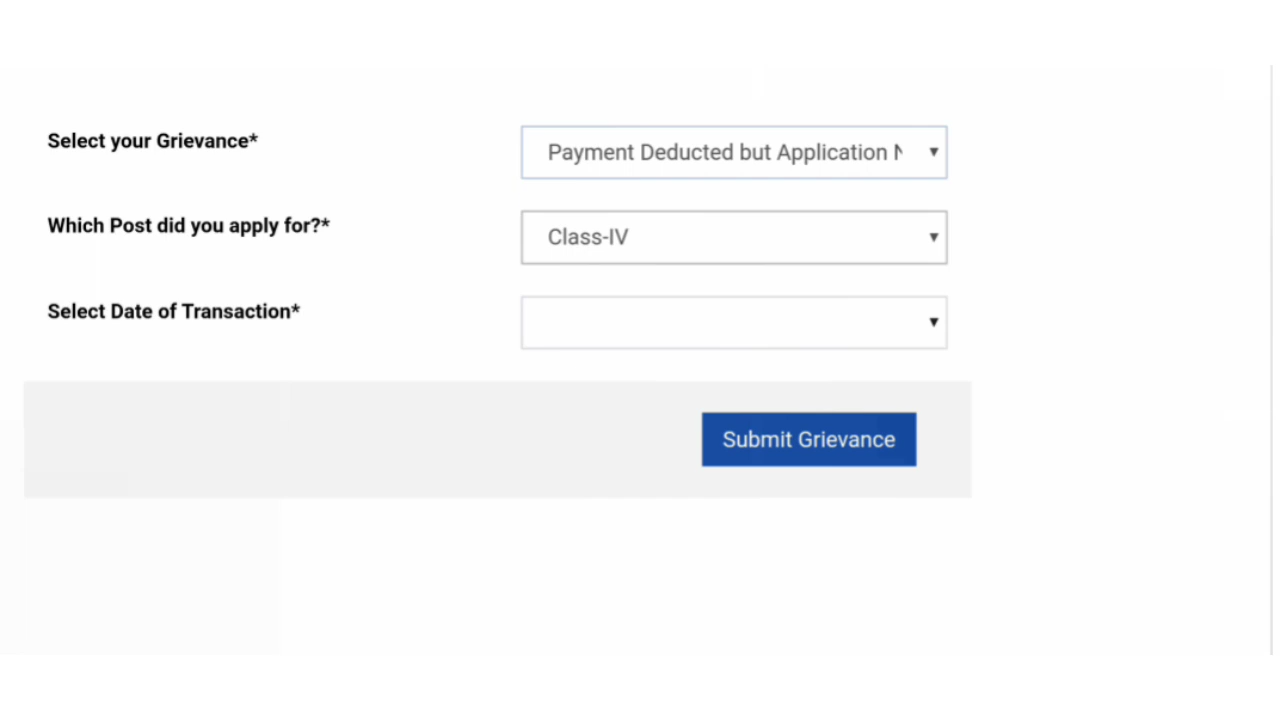 Select your Grievance*
Payment Deducted but Application
Which Post did you apply for?*
Class-IV
Select Date of Transaction*
Submit Grievance